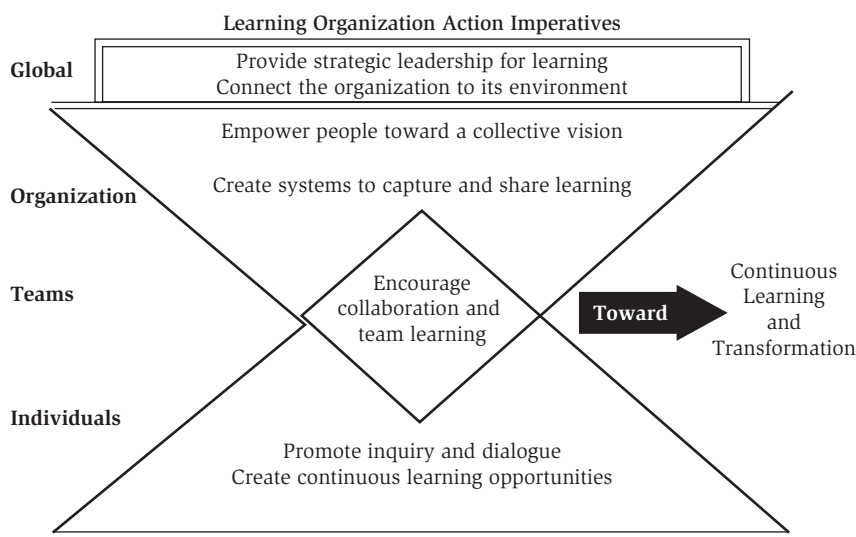 Learning Organization Action Imperatives
Global
Provide strategic leadership for learning
Connect the organization to its environment
Empower people toward a collective vision
Organization
Create systems to capture and share learning
Teams
Encourage
collaboration and
team learning
Toward
Continuous
Learning
and
Transformation
Individuals
Promote inquiry and dialogue
Create continuous learning opportunities